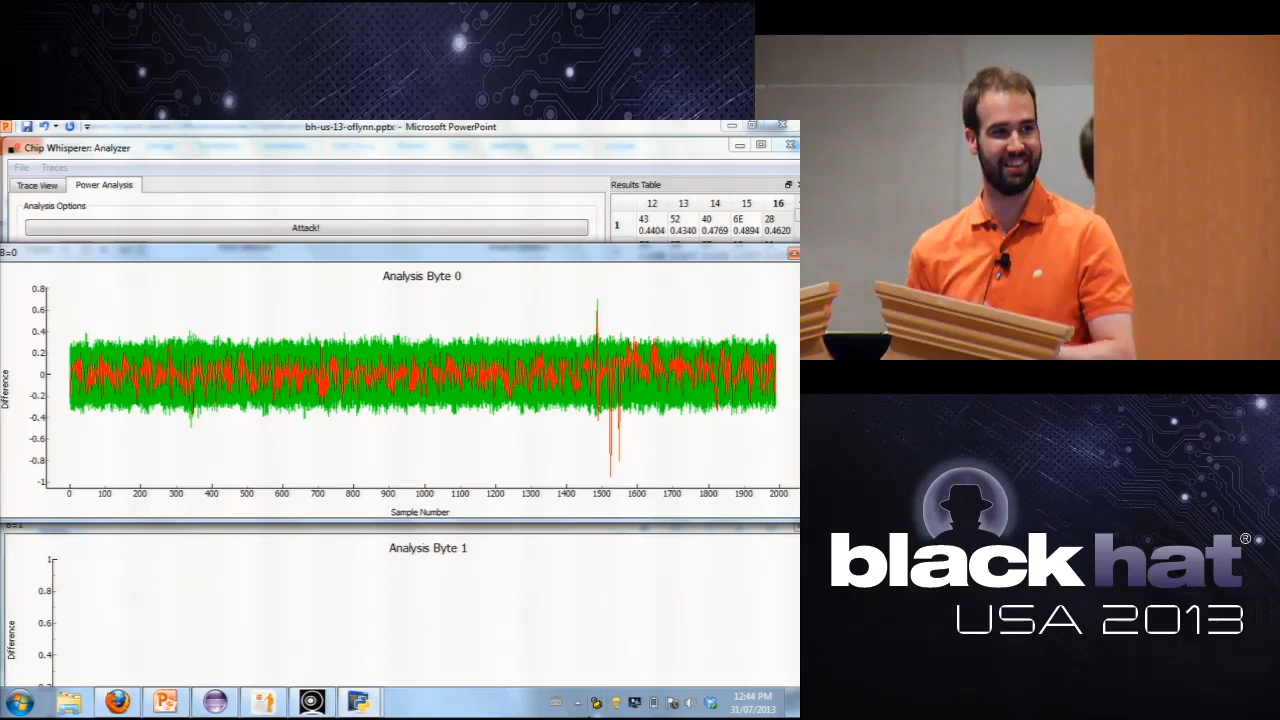 bh-us-13-oflynn.pptx - Microsoft PowerPoint
Chip Whisperer: Analyzer
File Traces
Trace View Power Analysis
Results Table
Analysis Options
Attack!
12 13 14 15 16
1
43 52 40 6E 28
0.4404 0.4340 0.4769 0.4894 0.4620
B=0
Analysis Byte 0
Difference
0.8
0.6
0.4
0.2
0
-0.2
-0.4
-0.6
-0.8
-1
0 100 200 300 400 500 600 700 800 900 1000 1100 1200 1300 1400 1500 1600 1700 1800 1900 2000
Sample Number
B=1
Analysis Byte 1
Difference
1
0.8
0.6
0.4
12:44 PM
31/07/2013
black hat®
USA 2013